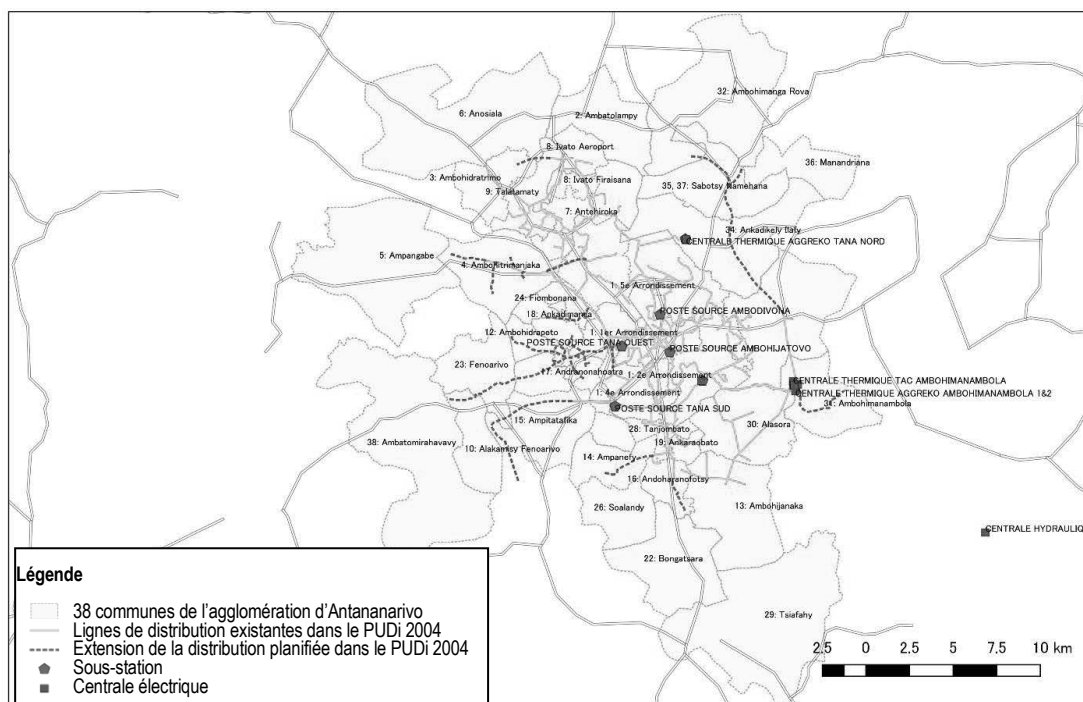 32: Ambohimanga Rova
6: Anosiala
2: Ambatolampy
8: Ivato Aeroport
36: Manandriana
3: Ambohidratrimo
8: Ivato Firaisana
35, 37: Sabotsy Namehana
9: Talatamaty
7: Antehiroka
34: Ankadikely Ilafy
CENTRALE THERMIQUE AGGREKO TANA NORD
5: Ampangabe
4: Ambohitrimanjaka
1: 5e Arrondissement
24: Fiombonana
18: Ankadimanga
POSTE SOURCE AMBODIVONA
12: Ambohidrapeto
1: 1er Arrondissement
POSTE SOURCE TANA OUEST
POSTE SOURCE AMBOHIJATOVO
23: Fenoarivo
17: Andranonahoatra
1: 2e Arrondissement
CENTRALE THERMIQUE TAC AMBOHIMANAMBOLA
1: 4e Arrondissement
CENTRALE THERMIQUE AGGREKO AMBOHIMANAMBOLA 1&2
31: Ambohimanambola
POSTE SOURCE TANA SUD
15: Ampitatafika
30: Alasora
28: Tanjombato
38: Ambatomirahavavy
19: Ankaraobato
10: Alakamisy Fenoarivo
14: Ampanefy
16: Andoharanofotsy
26: Soalandy
13: Ambohijanaka
CENTRALE HYDRAULIQ
22: Bongatsara
29: Tsiafahy
Légende
38 communes de l'agglomération d'Antananarivo
Lignes de distribution existantes dans le PUDi 2004
Extension de la distribution planifiée dans le PUDi 2004
Sous-station
Centrale électrique
2.5 0 2.5 5 7.5 10 km